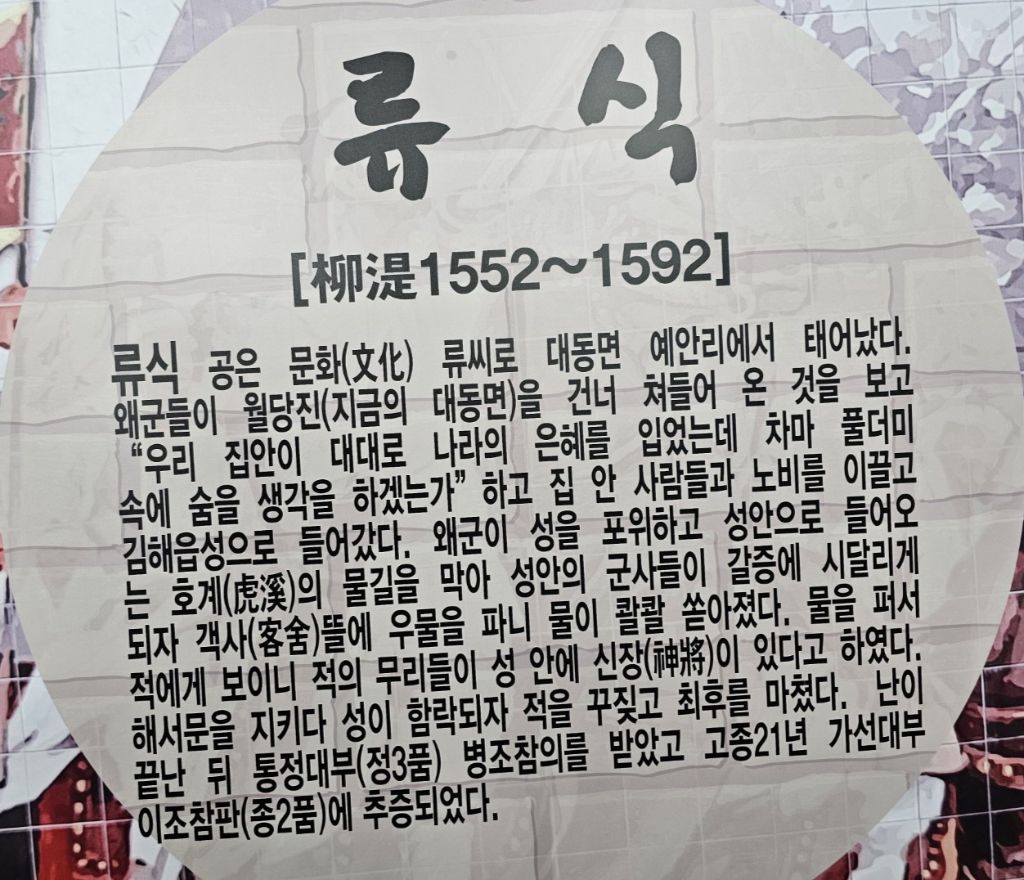 류식
[柳湜1552~1592]
류식 공은 문화(文化) 류씨로 대동면 예안리에서 태어났다.
왜군들이 월당진(지금의 대동면)을 건너 쳐들어 온 것을 보고
“우리 집안이 대대로 나라의 은혜를 입었는데 차마 풀더미
속에 숨을 생각을 하겠는가” 하고 집 안 사람들과 노비를 이끌고
김해읍성으로 들어갔다. 왜군이 성을 포위하고 성안으로 들어오
는 호계(虎溪)의 물길을 막아 성안의 군사들이 갈증에 시달리게
되자 객사(客舍)뜰에 우물을 파니 물이 콸콸 쏟아졌다. 물을 퍼서
적에게 보이니 적의 무리들이 성 안에 신장(神將)이 있다고 하였다.
해서문을 지키다 성이 함락되자 적을 꾸짖고 최후를 마쳤다. 난이
끝난 뒤 통정대부(정3품) 병조참의를 받았고 고종21년 가선대부
이조참판(종2품)에 추증되었다.